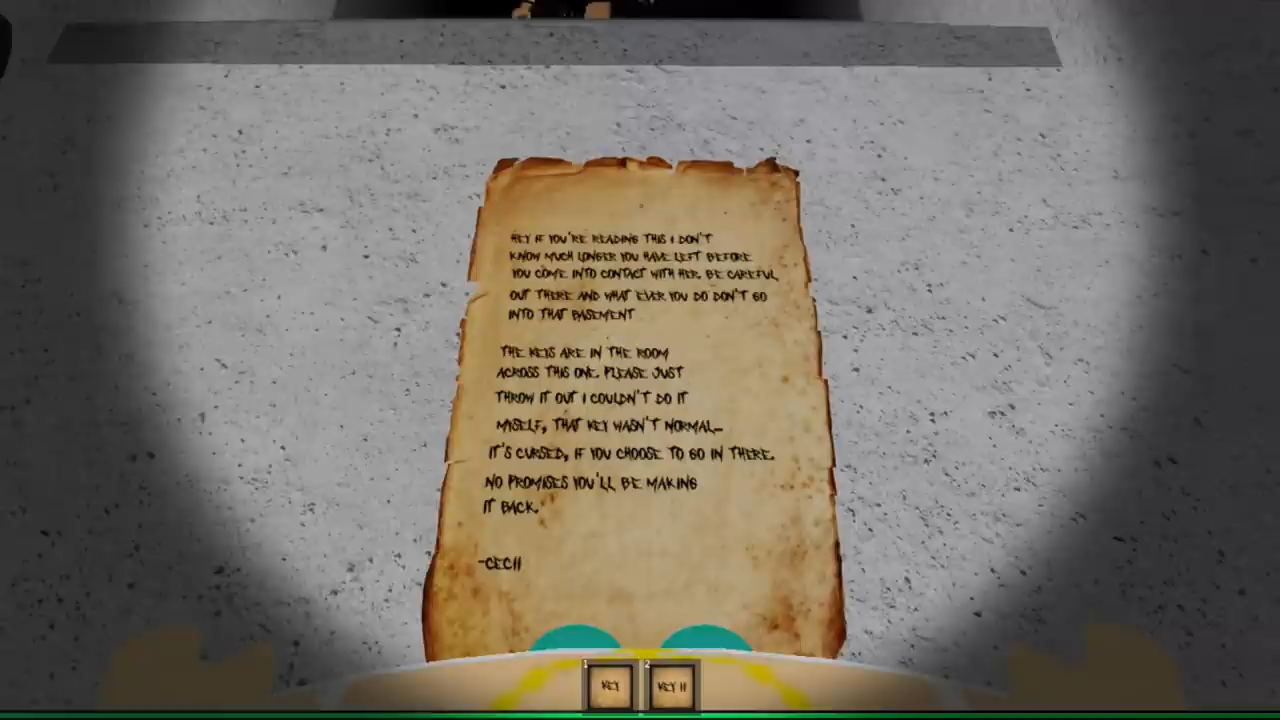 HEY IF YOU'RE READING THIS I DON'T
KNOW MUCH LONGER YOU HAVE LEFT BEFORE
YOU COME INTO CONTACT WITH HER. BE CAREFUL
OUT THERE AND WHAT EVER YOU DO DON'T GO
INTO THAT BASEMENT
THE KEYS ARE IN THE ROOM
ACROSS THIS ONE. PLEASE JUST
THROW IT OUT I COULDN'T DO IT
MYSELF, THAT KEY WASN'T NORMAL...
IT'S CURSED, IF YOU CHOOSE TO GO IN THERE.
NO PROMISES YOU'LL BE MAKING
IT BACK.
-CECIL
1 2
KEY KEY II